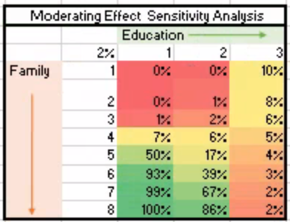 Moderating Effect Sensitivity Analysis
Education
2% 1 2 3
Family 1 0% 0% 10%
2 0% 1% 8%
3 1% 2% 6%
4 7% 6% 5%
5 50% 17% 4%
6 93% 39% 3%
7 99% 67% 2%
8 100% 86% 2%